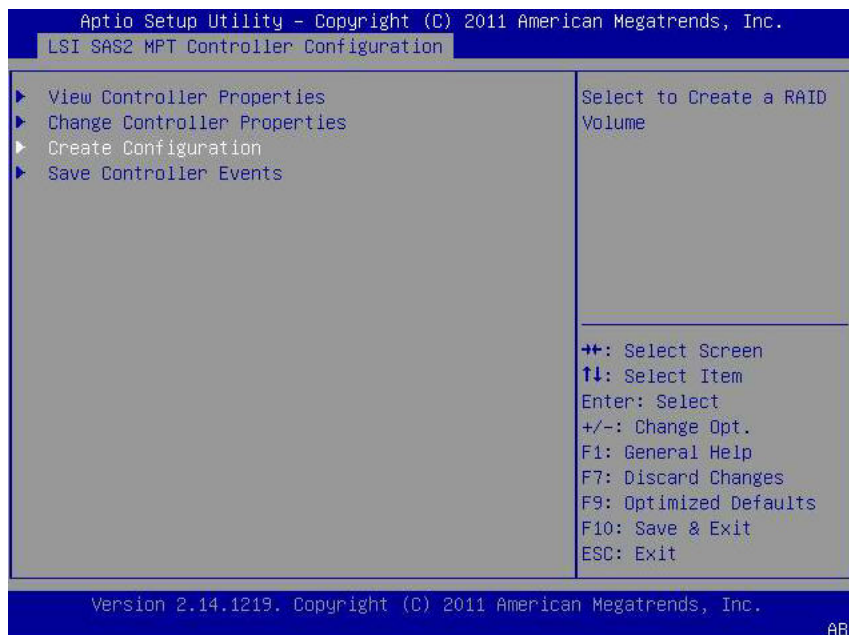 Aptio Setup Utility – Copyright (C) 2011 American Megatrends, Inc.
LSI SAS2 MPT Controller Configuration
View Controller Properties
Change Controller Properties
Create Configuration
Save Controller Events
Select to Create a RAID
Volume
→←: Select Screen
↑↓: Select Item
Enter: Select
+/-: Change Opt.
F1: General Help
F7: Discard Changes
F9: Optimized Defaults
F10: Save & Exit
ESC: Exit
Version 2.14.1219. Copyright (C) 2011 American Megatrends, Inc.
AB